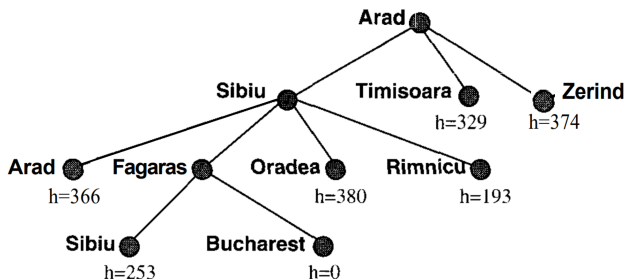 Arad
Sibiu Timisoara Zerind
h=329 h=374
Arad Fagaras Oradea Rimnicu
h=366 h=380 h=193
Sibiu Bucharest
h=253 h=0